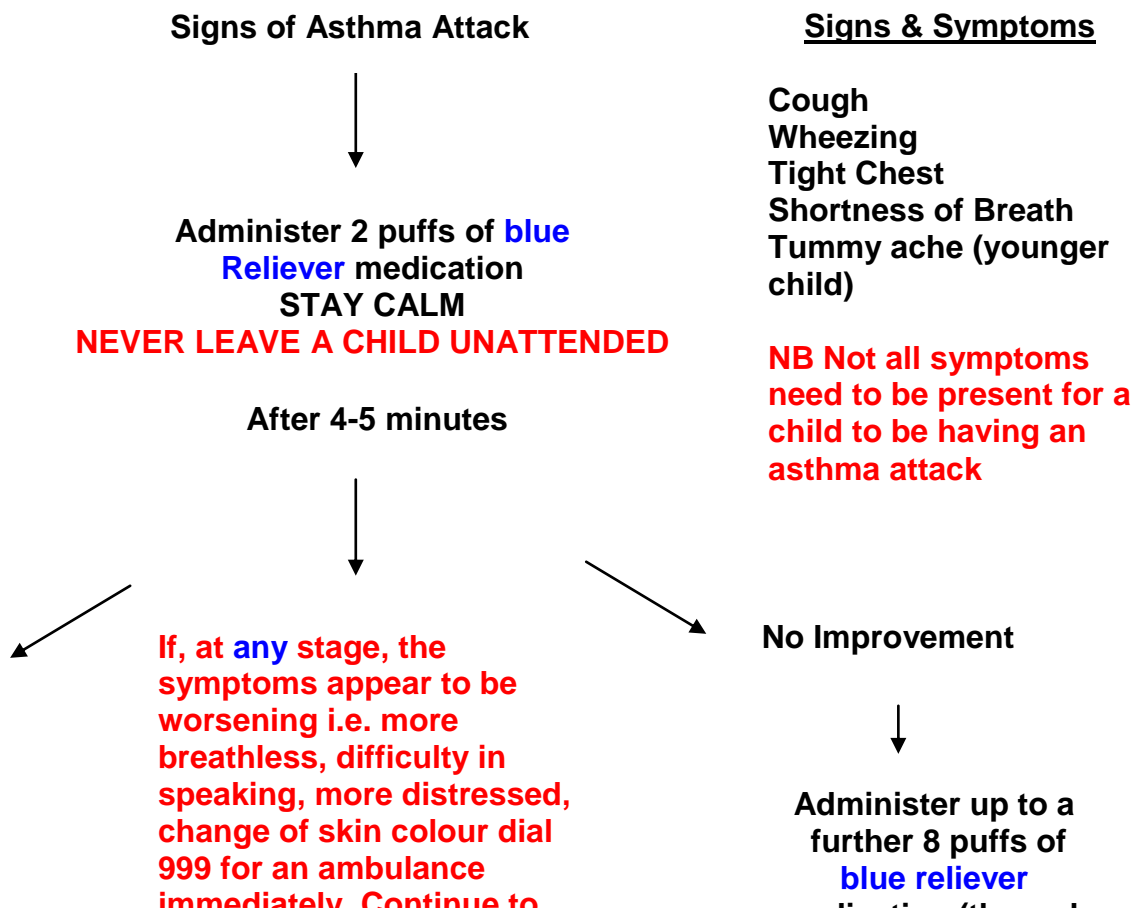 Signs of Asthma Attack
Administer 2 puffs of blue
Reliever medication
STAY CALM
NEVER LEAVE A CHILD UNATTENDED
After 4-5 minutes
If, at any stage, the
symptoms appear to be
worsening i.e. more
breathless, difficulty in
speaking, more distressed,
change of skin colour dial
999 for an ambulance
immediately. Continue to
Signs & Symptoms
Cough
Wheezing
Tight Chest
Shortness of Breath
Tummy ache (younger
child)
NB Not all symptoms
need to be present for a
child to be having an
asthma attack
No Improvement
Administer up to a
further 8 puffs of
blue reliever